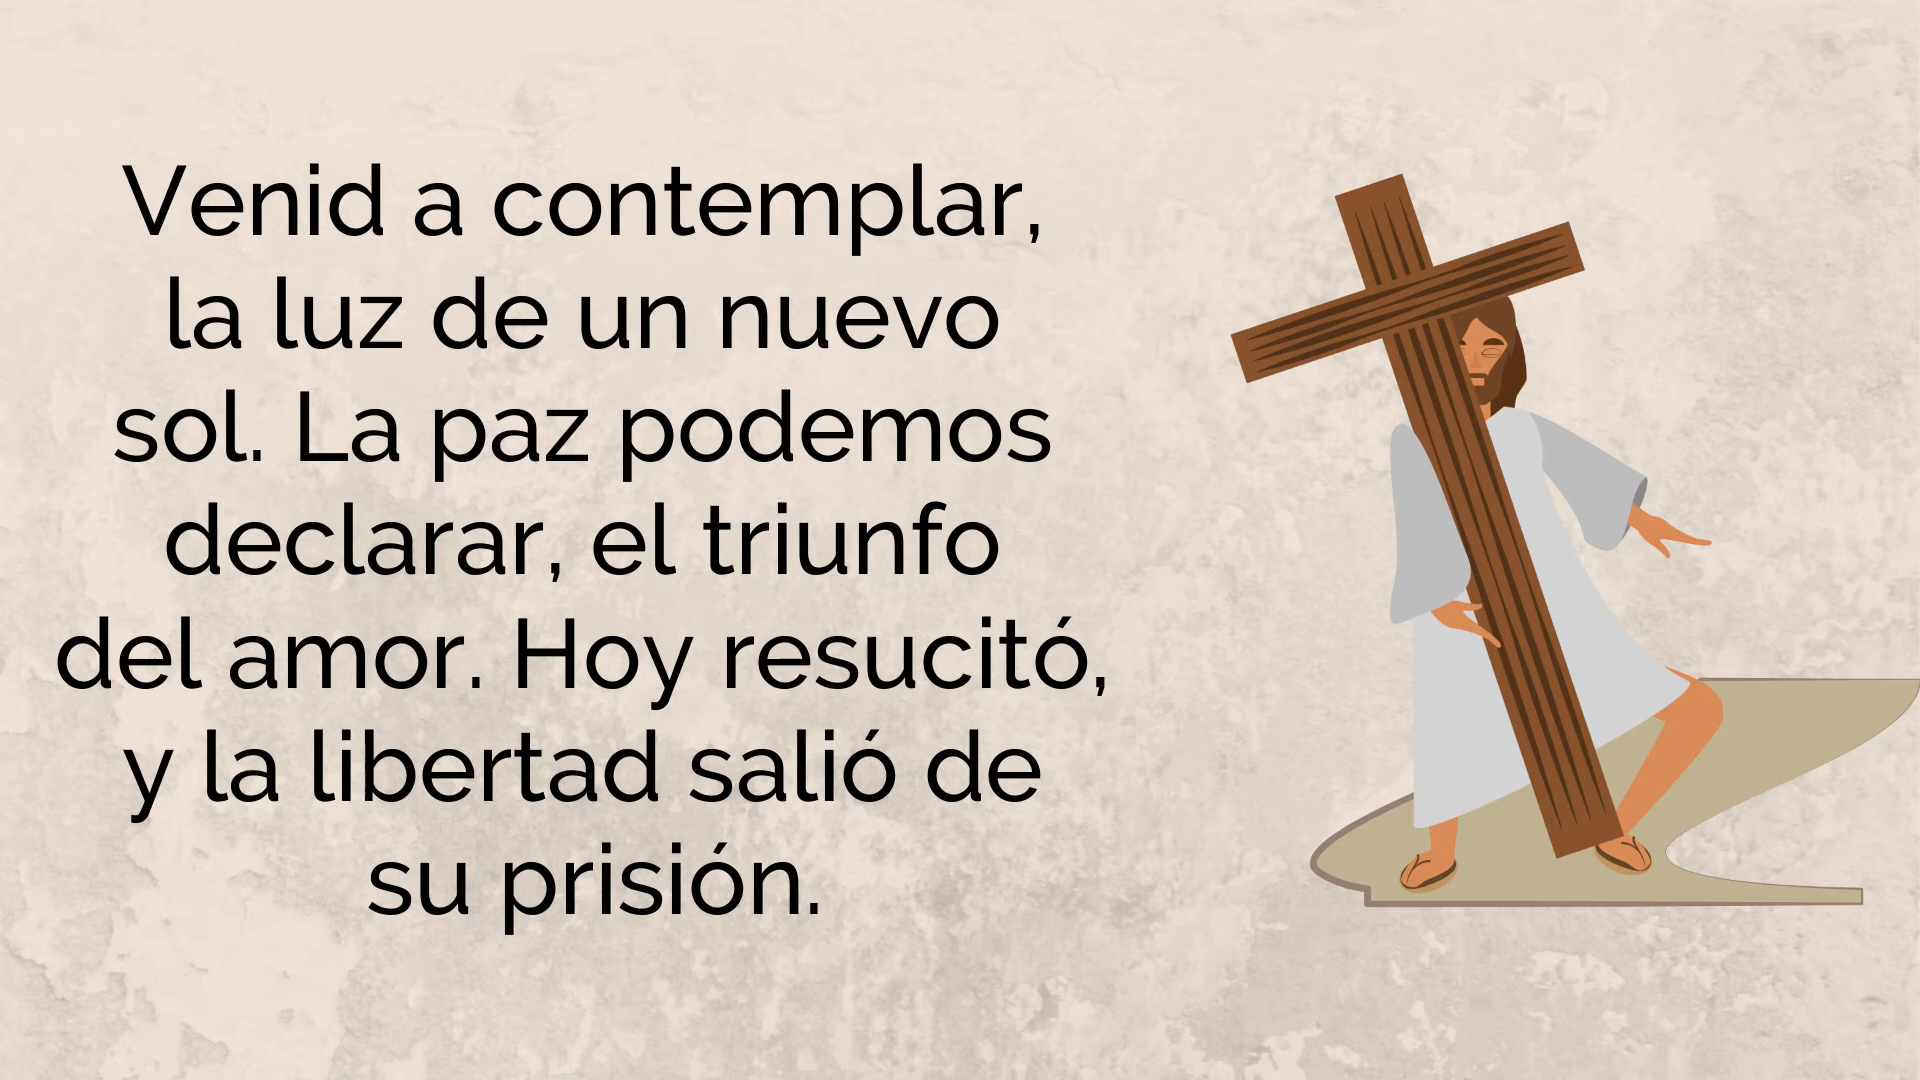 Venid a contemplar,
la luz de un nuevo
sol. La paz podemos
declarar, el triunfo
del amor. Hoy resucitó,
y la libertad salió de
su prisión.